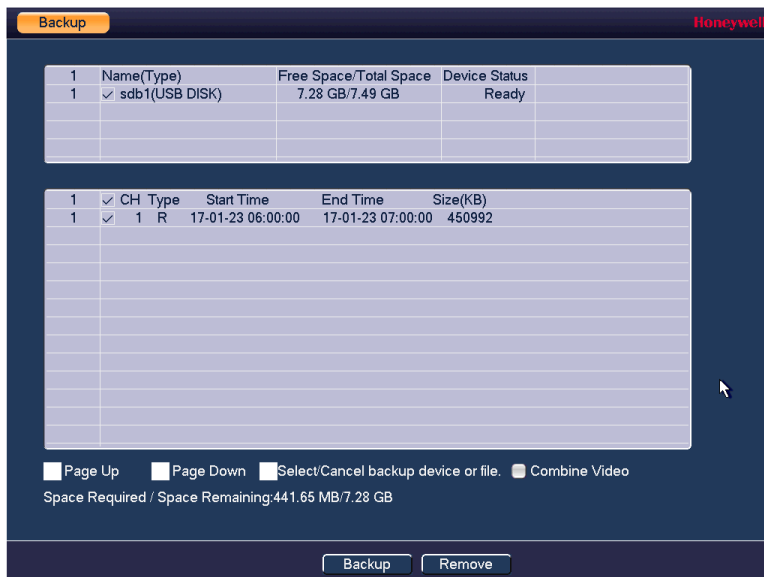 Backup Honeywell
1 Name(Type) Free Space/Total Space Device Status
1 sdb1(USB DISK) 7.28 GB/7.49 GB Ready
1 CH Type Start Time End Time Size(KB)
1 1 R 17-01-23 06:00:00 17-01-23 07:00:00 450992
Page Up Page Down Select/Cancel backup device or file. Combine Video
Space Required / Space Remaining:441.65 MB/7.28 GB
Backup Remove